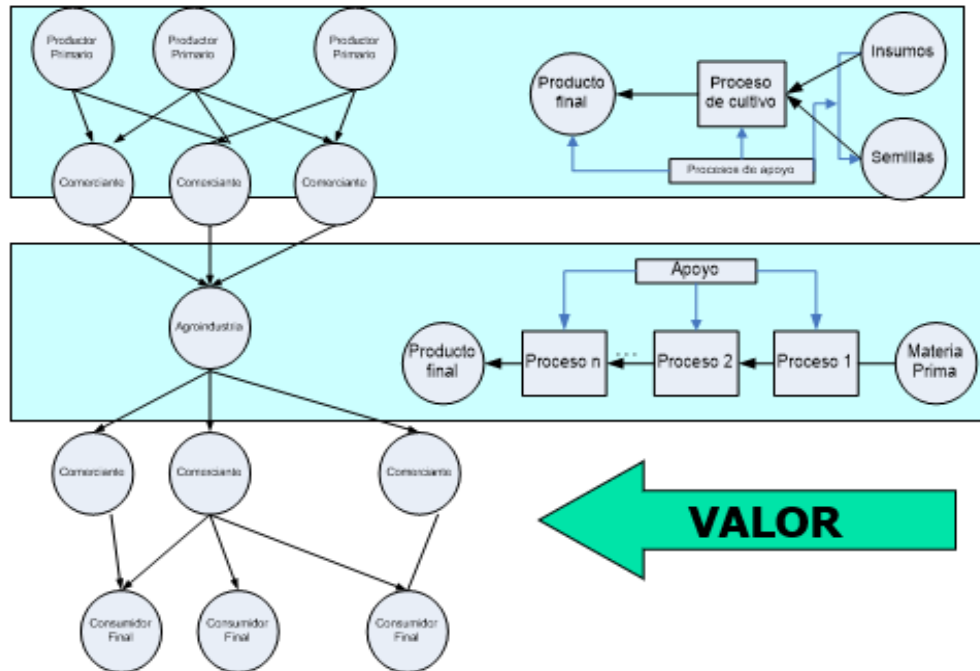 Productor
Primario
Productor
Primario
Productor
Primario
Comerciante
Comerciante
Comerciante
Producto
final
Proceso
de cultivo
Insumos
Semillas
Procesos de apoyo
Agroindustria
Apoyo
Producto
final
Proceso n
...
Proceso 2
Proceso 1
Materia
Prima
Comerciante
Comerciante
Comerciante
VALOR
Consumidor
Final
Consumidor
Final
Consumidor
Final